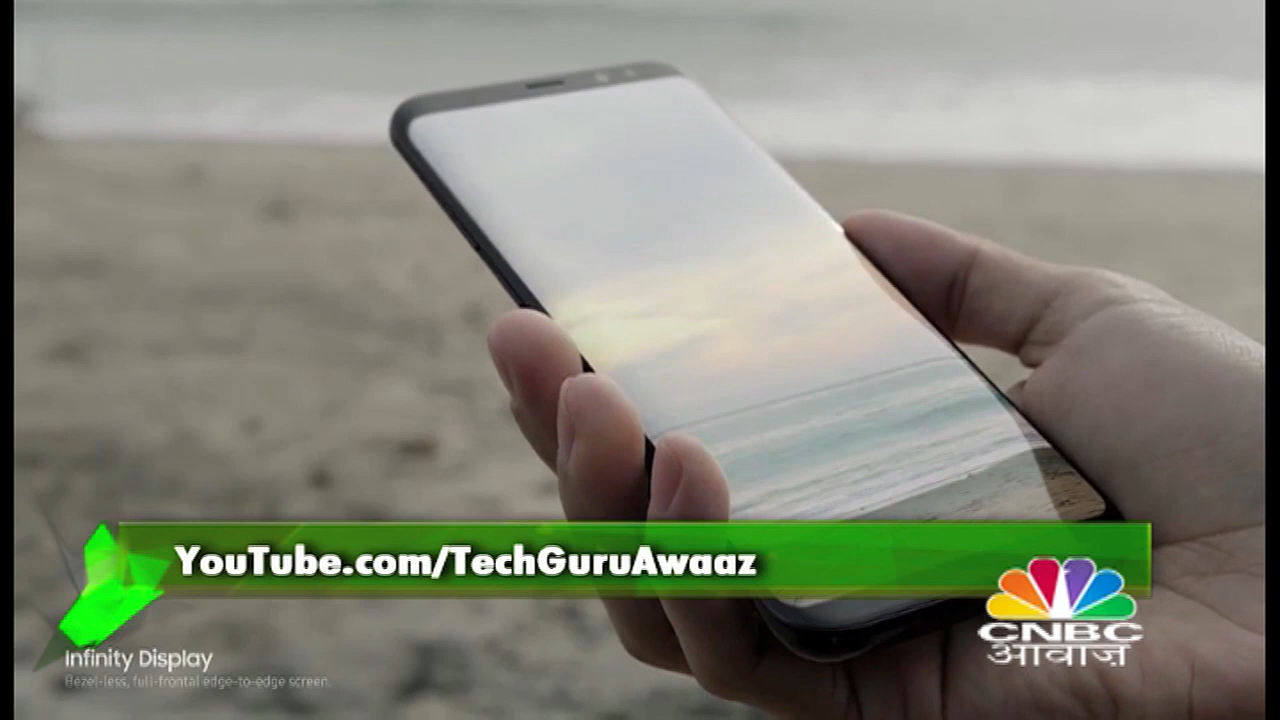 YouTube.com/TechGuruAwaaz
CNBC
आवाज़
Infinity Display
Bezel-less, full-frontal edge-to-edge screen.